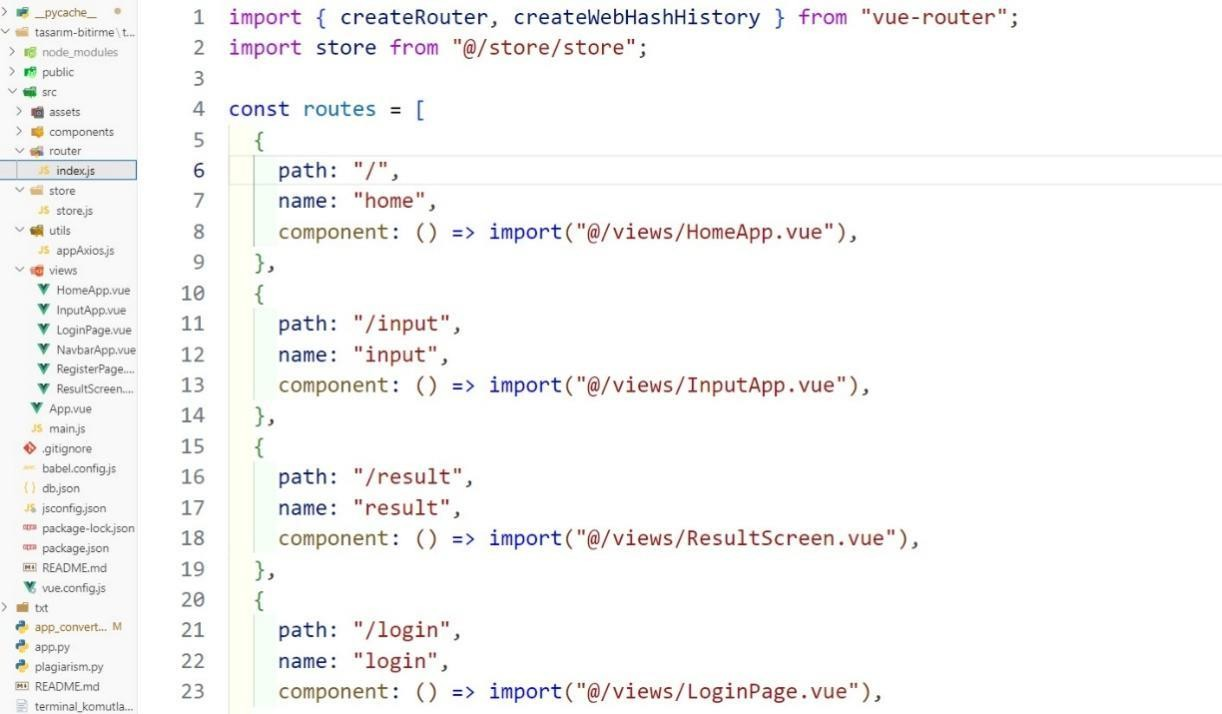 __pycache__
tasarım-bitirme\t...
node_modules
public
src
assets
components
router
JS index.js
store
JS store.js
utils
JS appAxios.js
views
HomeApp.vue
InputApp.vue
LoginPage.vue
NavbarApp.vue
RegisterPage....
ResultScreen....
App.vue
JS main.js
.gitignore
babel.config.js
{ } db.json
JS jsconfig.json
package-lock.json
package.json
README.md
vue.config.js
txt
app_convert... M
app.py
plagiarism.py
README.md
terminal_komutla...
1 import { createRouter, createWebHashHistory } from "vue-router";
2 import store from "@/store/store";
3
4 const routes = [
5 {
6 path: "/",
7 name: "home",
8 component: () => import("@/views/HomeApp.vue"),
9 },
10 {
11 path: "/input",
12 name: "input",
13 component: () => import("@/views/InputApp.vue"),
14 },
15 {
16 path: "/result",
17 name: "result",
18 component: () => import("@/views/ResultScreen.vue"),
19 },
20 {
21 path: "/login",
22 name: "login",
23 component: () => import("@/views/LoginPage.vue"),